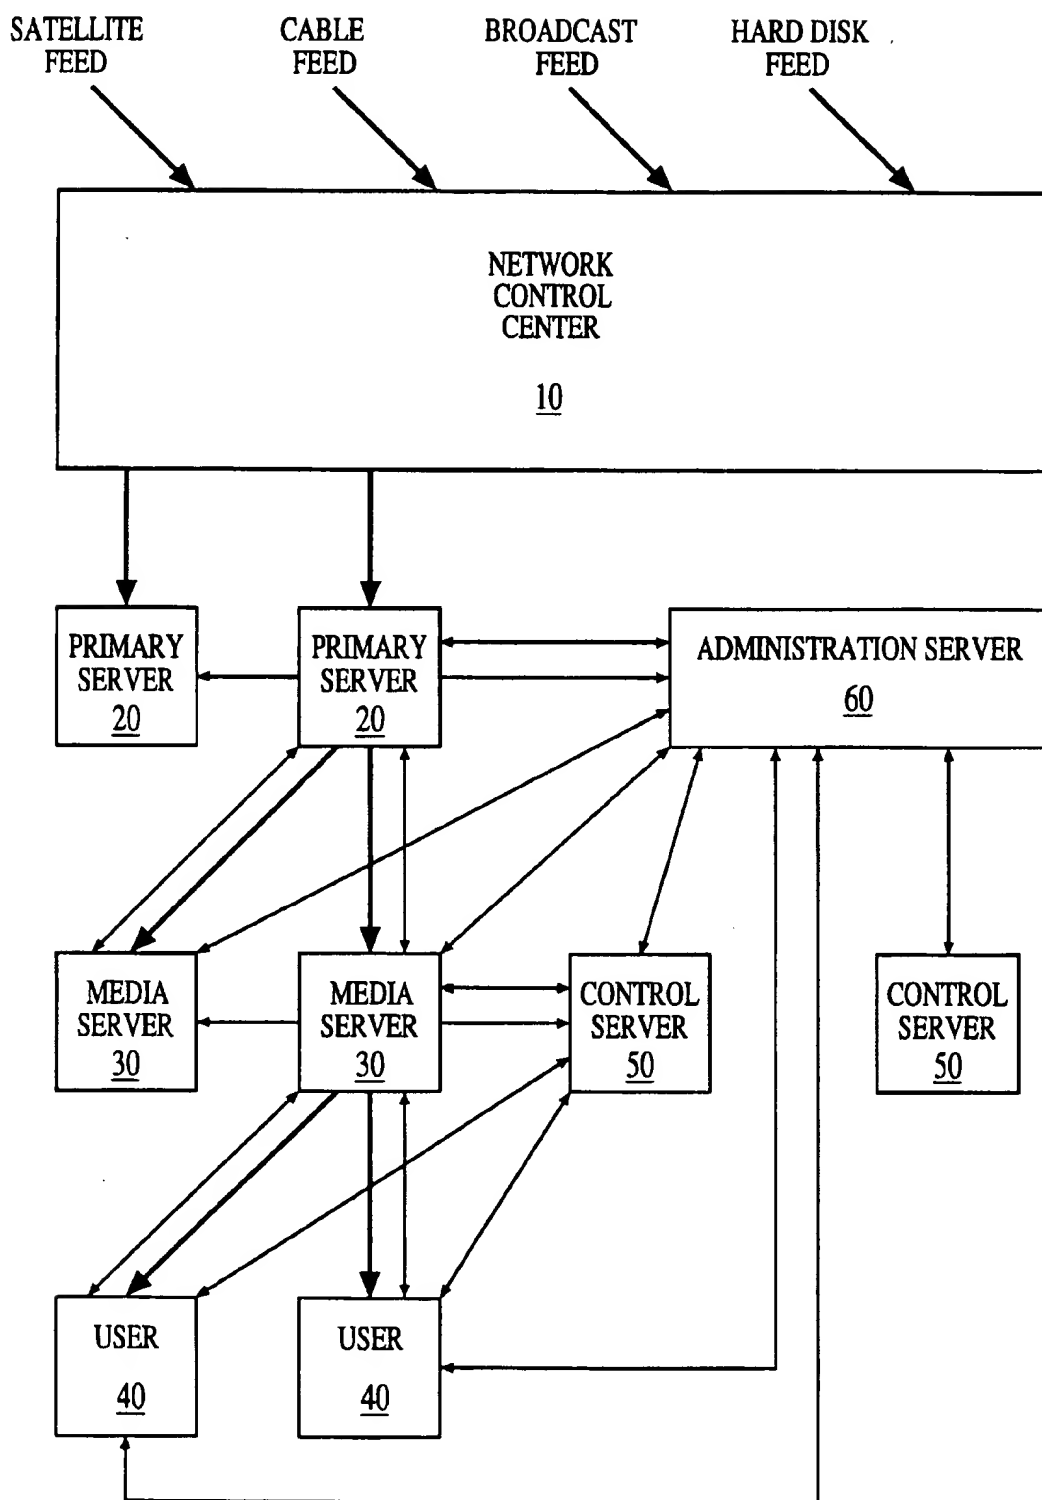 SATELLITE
FEED
CABLE
FEED
BROADCAST
FEED
HARD DISK
FEED
NETWORK
CONTROL
CENTER
10
PRIMARY
SERVER
20
PRIMARY
SERVER
20
ADMINISTRATION SERVER
60
MEDIA
SERVER
30
MEDIA
SERVER
30
CONTROL
SERVER
50
CONTROL
SERVER
50
USER
40
USER
40